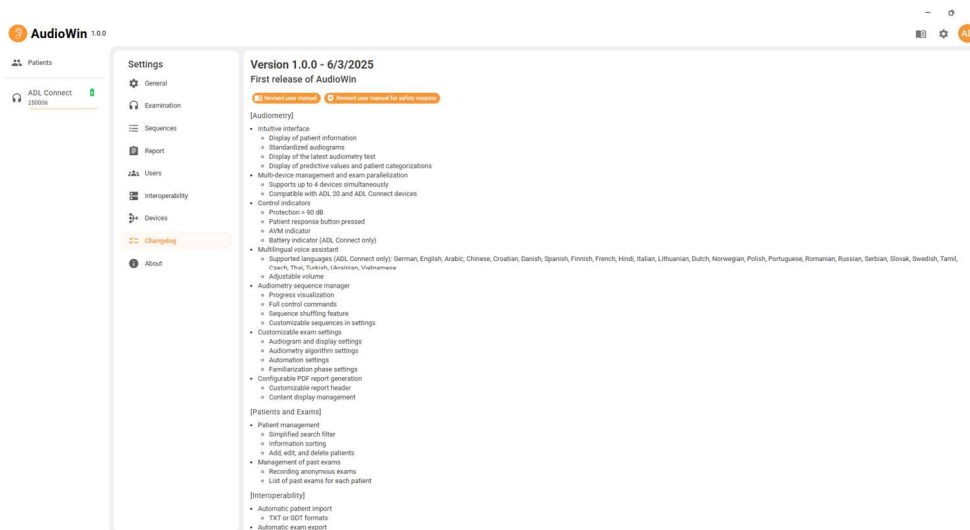 AudioWin 1.0.0
AD
Patients
ADL Connect
250006
Settings
General
Examination
Sequences
Report
Users
Interoperability
Devices
Changelog
About
Version 1.0.0 - 6/3/2025
First release of AudioWin
Revised user manual
Revised user manual for safety reasons
[Audiometry]
Intuitive interface
Display of patient information
Standardized audiograms
Display of the latest audiometry test
Display of predictive values and patient categorizations
Multi-device management and exam parallelization
Supports up to 4 devices simultaneously
Compatible with ADL 20 and ADL Connect devices
Control indicators
Protection > 90 dB
Patient response button pressed
AVM indicator
Battery indicator (ADL Connect only)
Multilingual voice assistant
Supported languages (ADL Connect only): German, English, Arabic, Chinese, Croatian, Danish, Spanish, Finnish, French, Hindi, Italian, Lithuanian, Dutch, Norwegian, Polish, Portuguese, Romanian, Russian, Serbian, Slovak, Swedish, Tamil,
Czech, Thai, Turkish, Ukrainian, Vietnamese
Adjustable volume
Audiometry sequence manager
Progress visualization
Full control commands
Sequence shuffling feature
Customizable sequences in settings
Customizable exam settings
Audiogram and display settings
Audiometry algorithm settings
Automation settings
Familiarization phase settings
Configurable PDF report generation
Customizable report header
Content display management
[Patients and Exams]
Patient management
Simplified search filter
Information sorting
Add, edit, and delete patients
Management of past exams
Recording anonymous exams
List of past exams for each patient
[Interoperability]
Automatic patient import
TXT or GDT formats
Automatic exam export